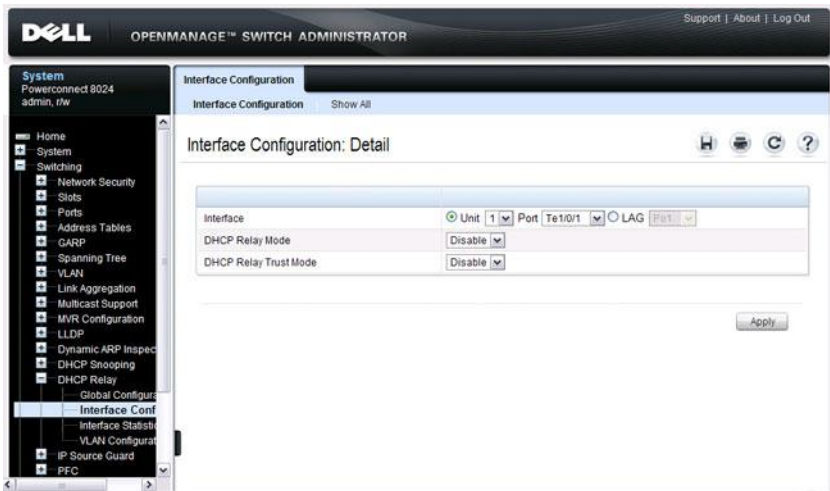 Support | About | Log Out
DELL OPENMANAGE™ SWITCH ADMINISTRATOR
System
Powerconnect 8024
admin, r/w
Home
System
Switching
Network Security
Slots
Ports
Address Tables
GARP
Spanning Tree
VLAN
Link Aggregation
Multicast Support
MVR Configuration
LLDP
Dynamic ARP Inspec
DHCP Snooping
DHCP Relay
Global Configura
Interface Conf
Interface Statistic
VLAN Configurat
IP Source Guard
PFC
Interface Configuration
Interface Configuration Show All
Interface Configuration: Detail
Interface Unit 1 Port Te1/0/1 LAG Po1
DHCP Relay Mode Disable
DHCP Relay Trust Mode Disable
Apply